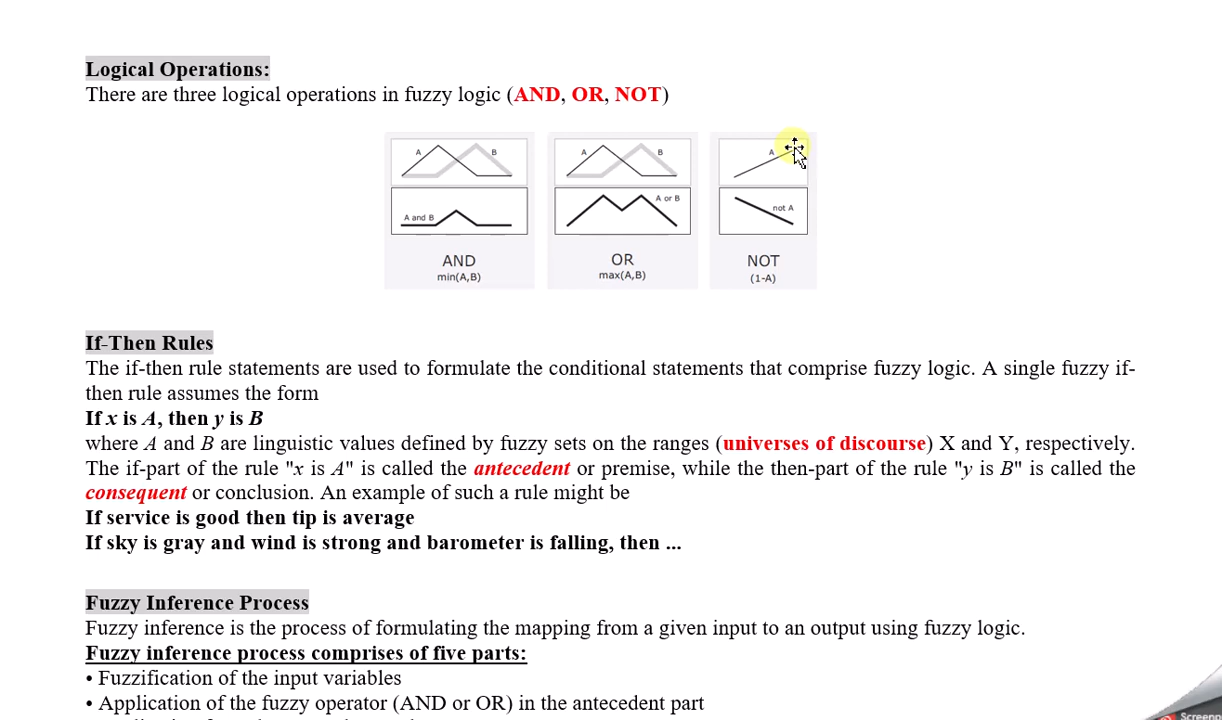 Logical Operations:
There are three logical operations in fuzzy logic (AND, OR, NOT)
A B
A and B
AND
min(A,B)
A B
A or B
OR
max(A,B)
A
not A
NOT
(1-A)
If-Then Rules
The if-then rule statements are used to formulate the conditional statements that comprise fuzzy logic. A single fuzzy if-
then rule assumes the form
If x is A, then y is B
where A and B are linguistic values defined by fuzzy sets on the ranges (universes of discourse) X and Y, respectively.
The if-part of the rule "x is A" is called the antecedent or premise, while the then-part of the rule "y is B" is called the
consequent or conclusion. An example of such a rule might be
If service is good then tip is average
If sky is gray and wind is strong and barometer is falling, then ...
Fuzzy Inference Process
Fuzzy inference is the process of formulating the mapping from a given input to an output using fuzzy logic.
Fuzzy inference process comprises of five parts:
• Fuzzification of the input variables
• Application of the fuzzy operator (AND or OR) in the antecedent part